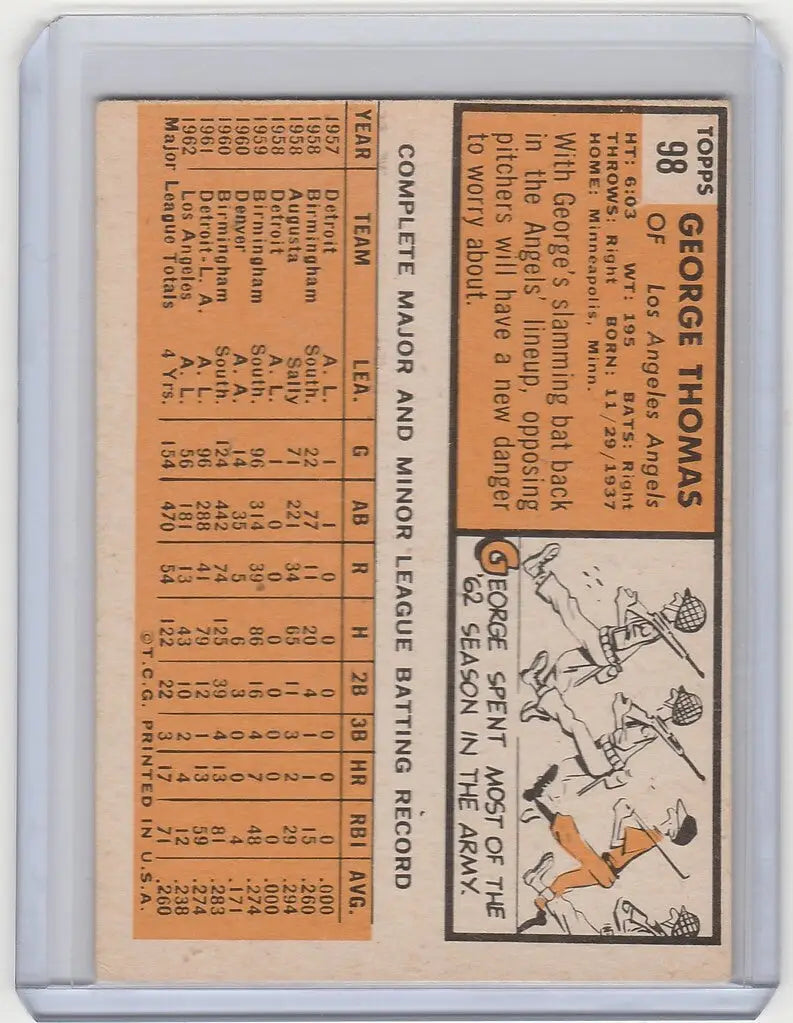 TOPPS
98
GEORGE THOMAS
OF Los Angeles Angels
HT: 6:03 WT: 195 BATS: Right
THROWS: Right BORN: 11/29/1937
HOME: Minneapolis, Minn.
With George's slamming bat back
in the Angels' lineup, opposing
pitchers will have a new danger
to worry about.
GEORGE SPENT MOST OF THE
'62 SEASON IN THE ARMY.
COMPLETE MAJOR AND MINOR LEAGUE BATTING RECORD
YEAR TEAM LEA. G AB R H 2B 3B HR RBI AVG.
1957 Detroit A. L. 1 1 0 0 0 0 0 0 .000
1958 Birmingham South. 22 77 11 20 4 1 1 15 .260
1958 Augusta Sally 71 221 34 65 11 3 2 29 .294
1958 Detroit A. L. 1 0 0 0 0 0 0 0 .000
1959 Birmingham South. 96 314 39 86 16 4 7 48 .274
1960 Denver A. A. 14 35 5 6 3 0 0 4 .171
1960 Birmingham South. 124 442 74 125 39 4 13 81 .283
1961 Detroit-L. A. A. L. 96 288 41 79 12 1 13 59 .274
1962 Los Angeles A. L. 56 181 13 43 10 2 4 12 .238
Major League Totals 4 Yrs. 154 470 54 122 22 3 17 71 .260
©T.C.G. PRINTED IN U.S.A.